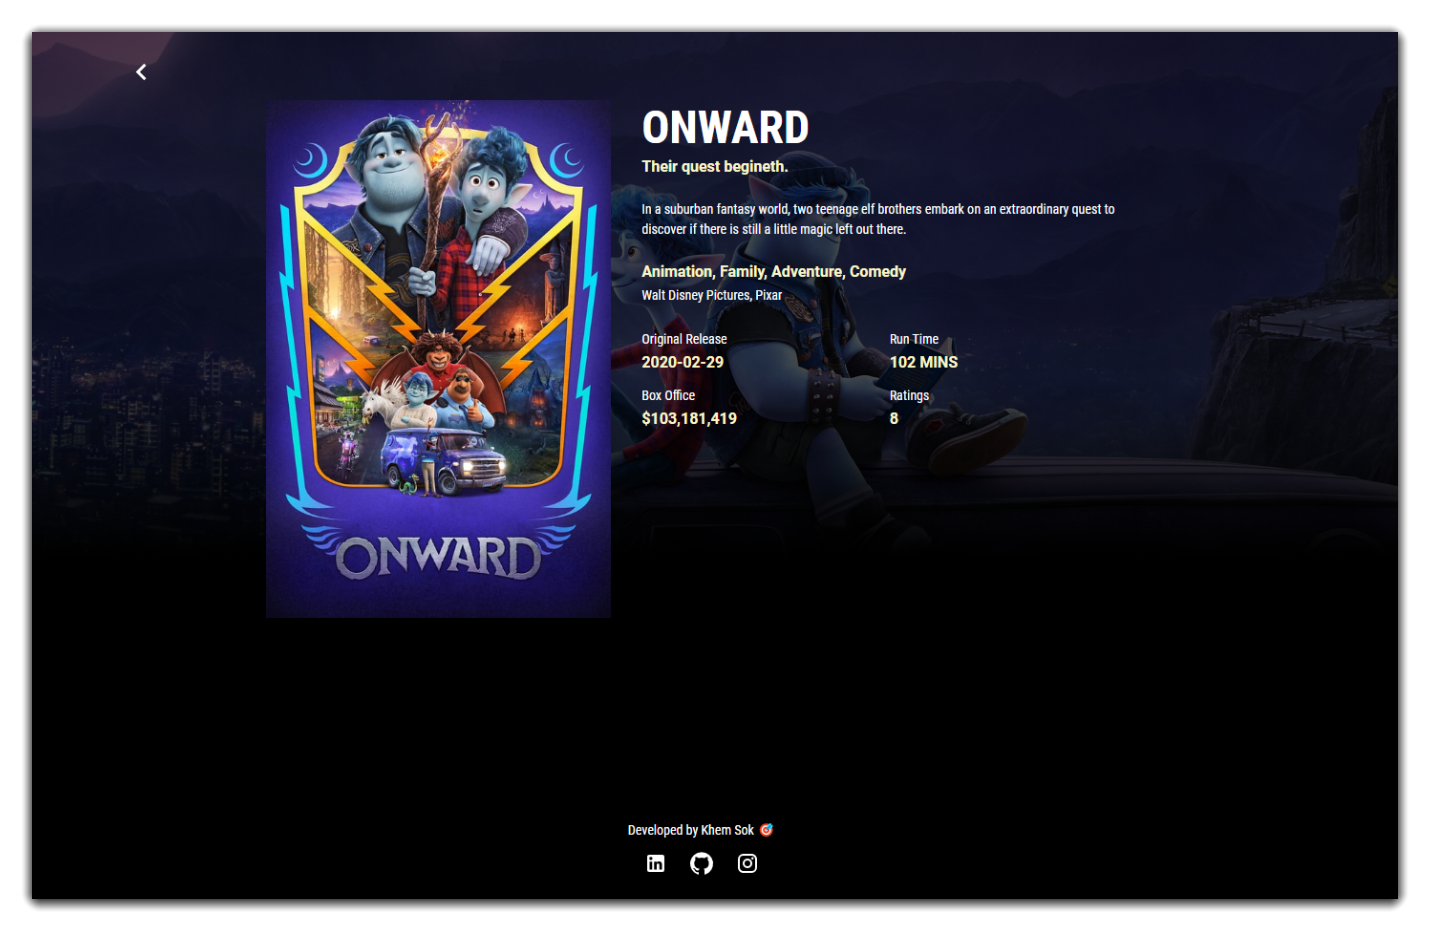 ONWARD
ONWARD
Their quest begineth.
In a suburban fantasy world, two teenage elf brothers embark on an extraordinary quest to
discover if there is still a little magic left out there.
Animation, Family, Adventure, Comedy
Walt Disney Pictures, Pixar
Original Release
Run Time
2020-02-29
102 MINS
Box Office
Ratings
$103,181,419
8
Developed by Khem Sok
in